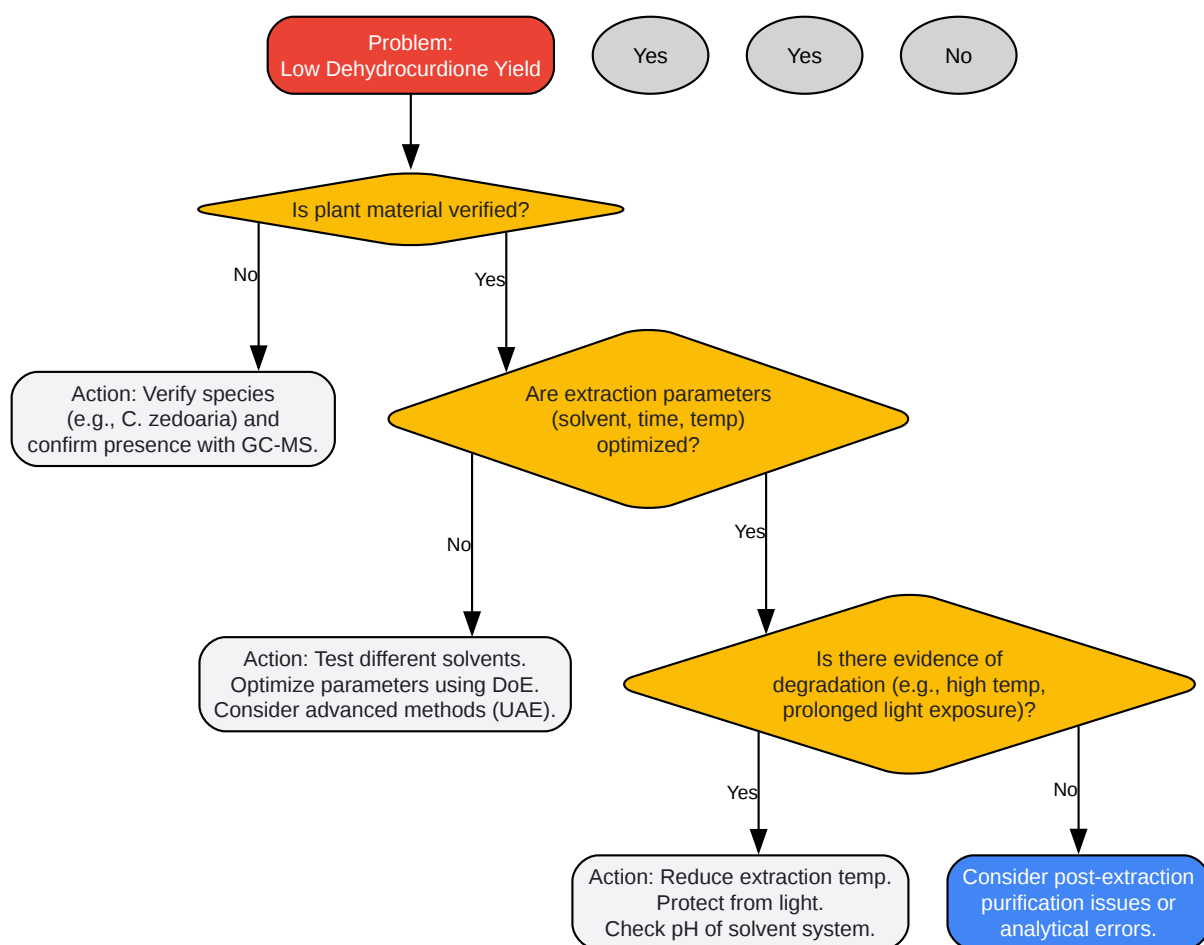 Problem:
Low Dehydrocurdione Yield
Yes
Yes
No
Is plant material verified?
No
Yes
Action: Verify species
(e.g., C. zedoaria) and
confirm presence with GC-MS.
Are extraction parameters
(solvent, time, temp)
optimized?
No
Yes
Action: Test different solvents.
Optimize parameters using DoE.
Consider advanced methods (UAE).
Is there evidence of
degradation (e.g., high temp,
prolonged light exposure)?
Yes
No
Action: Reduce extraction temp.
Protect from light.
Check pH of solvent system.
Consider post-extraction
purification issues or
analytical errors.